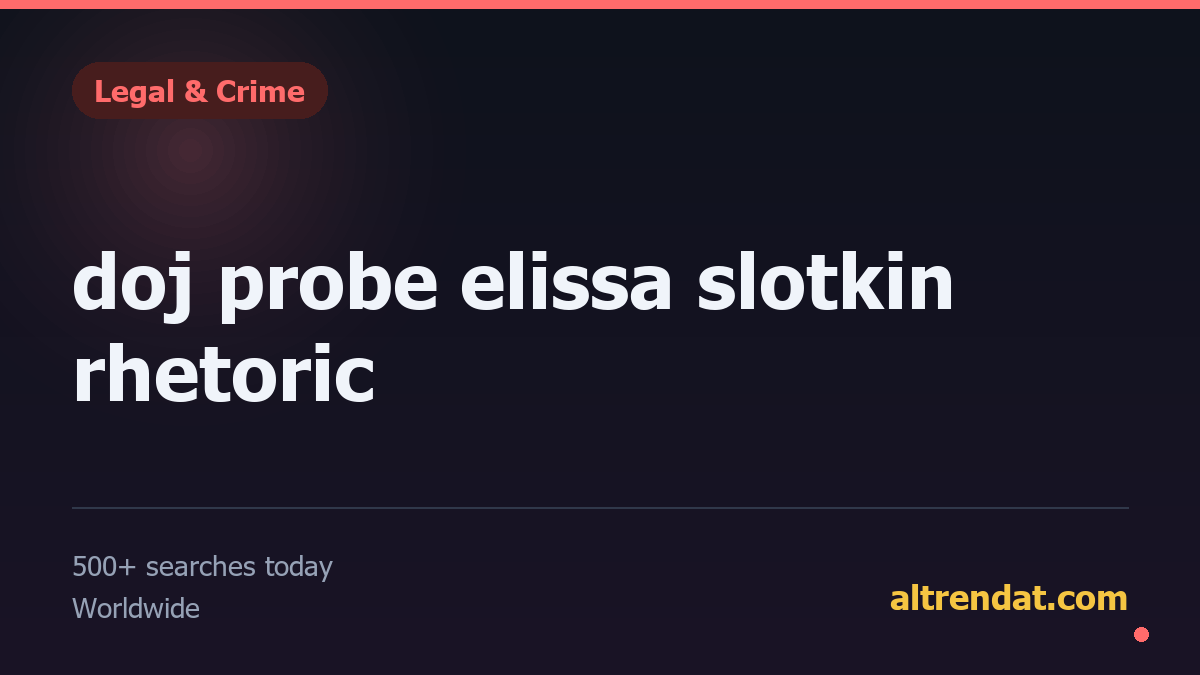 Legal & Crime
doj probe elissa slotkin
rhetoric
500+ searches today
Worldwide
altrendat.com